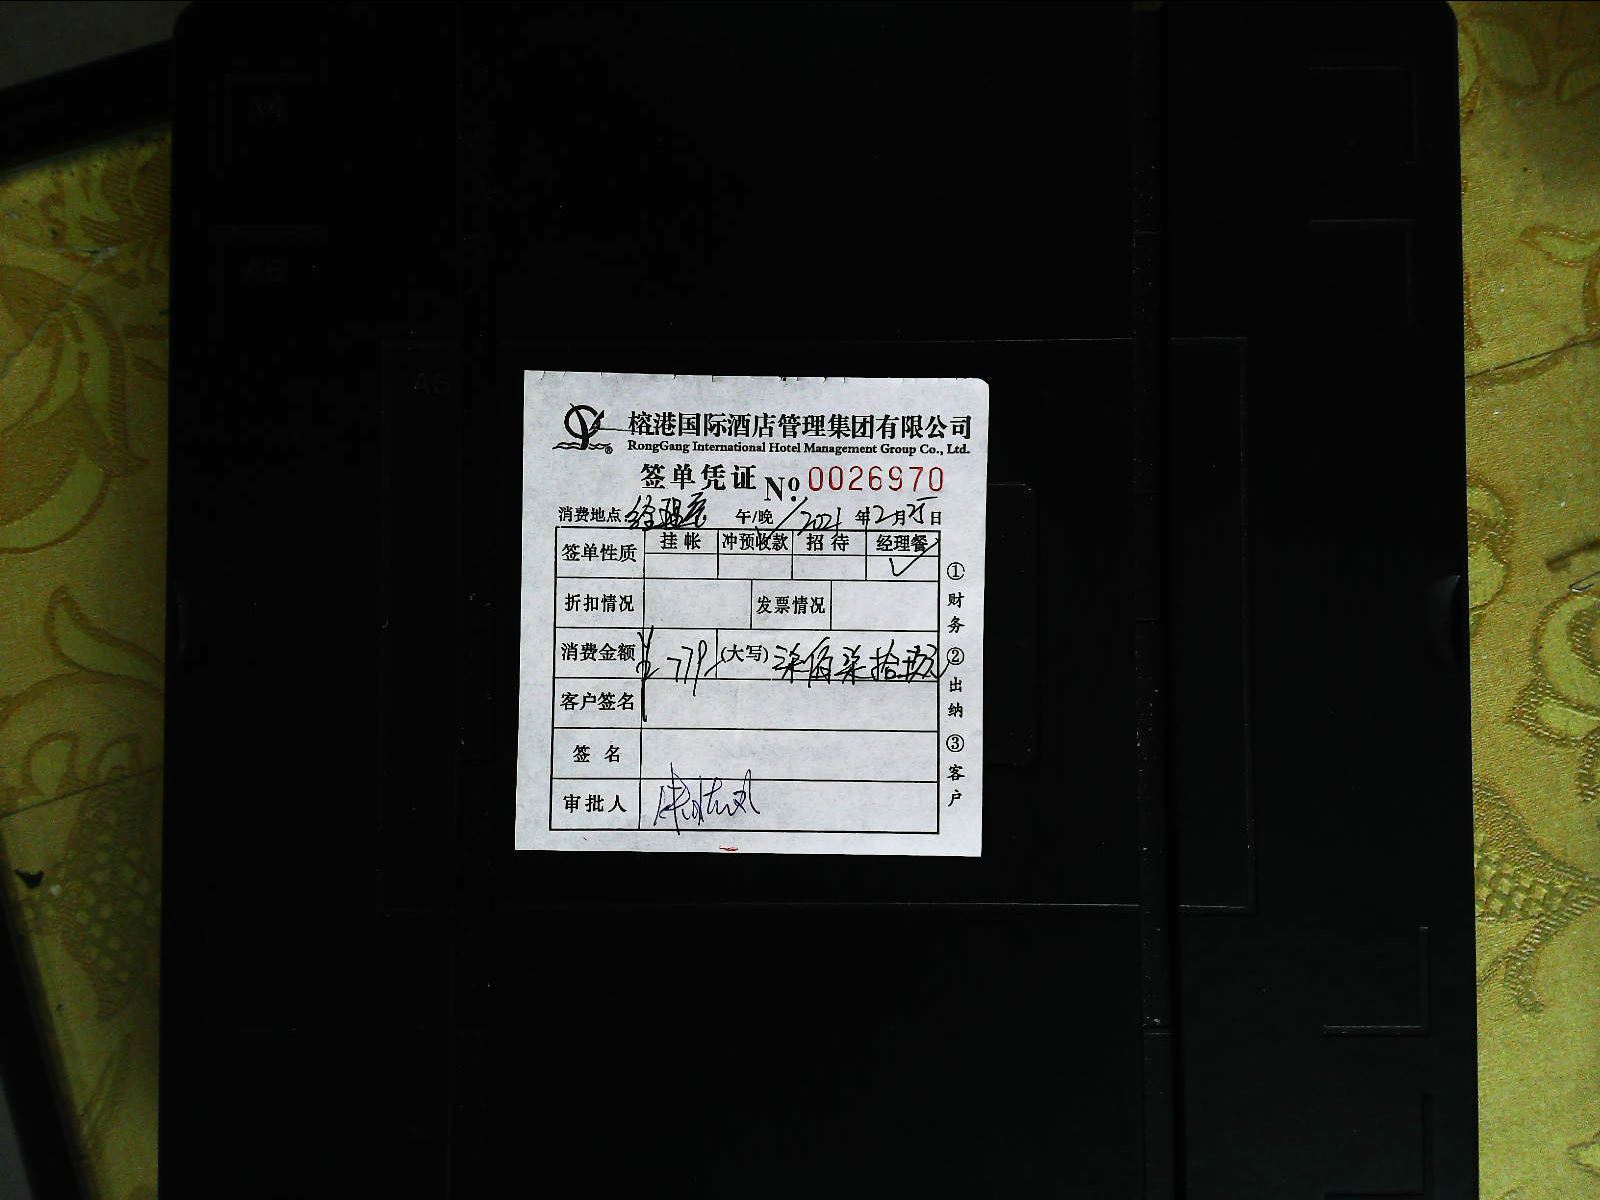 A6
榕港国际酒店管理集团有限公司
RongGang International Hotel Management Group Co., Ltd.
签单凭证 No. 0026970
消费地点: 午/晚 2021 年 2 月 25 日
签单性质 挂帐 冲预收款 招待 经理餐 ✓
折扣情况 发票情况
消费金额 ¥779 (大写) 柒佰柒拾玖元
客户签名
签名
审批人
①财务 ②出纳 ③客户